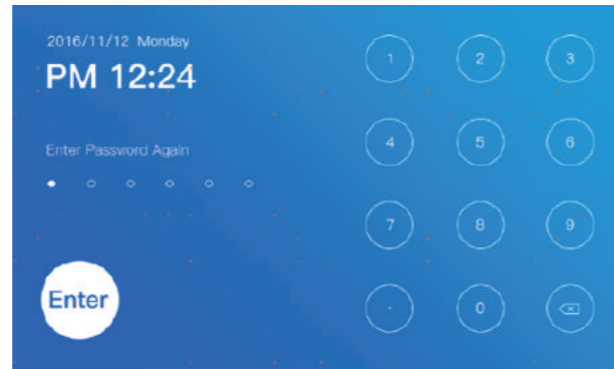 2016/11/12 Monday
PM 12:24
Enter Password Again
Enter
1 2 3
4 5 6
7 8 9
· 0